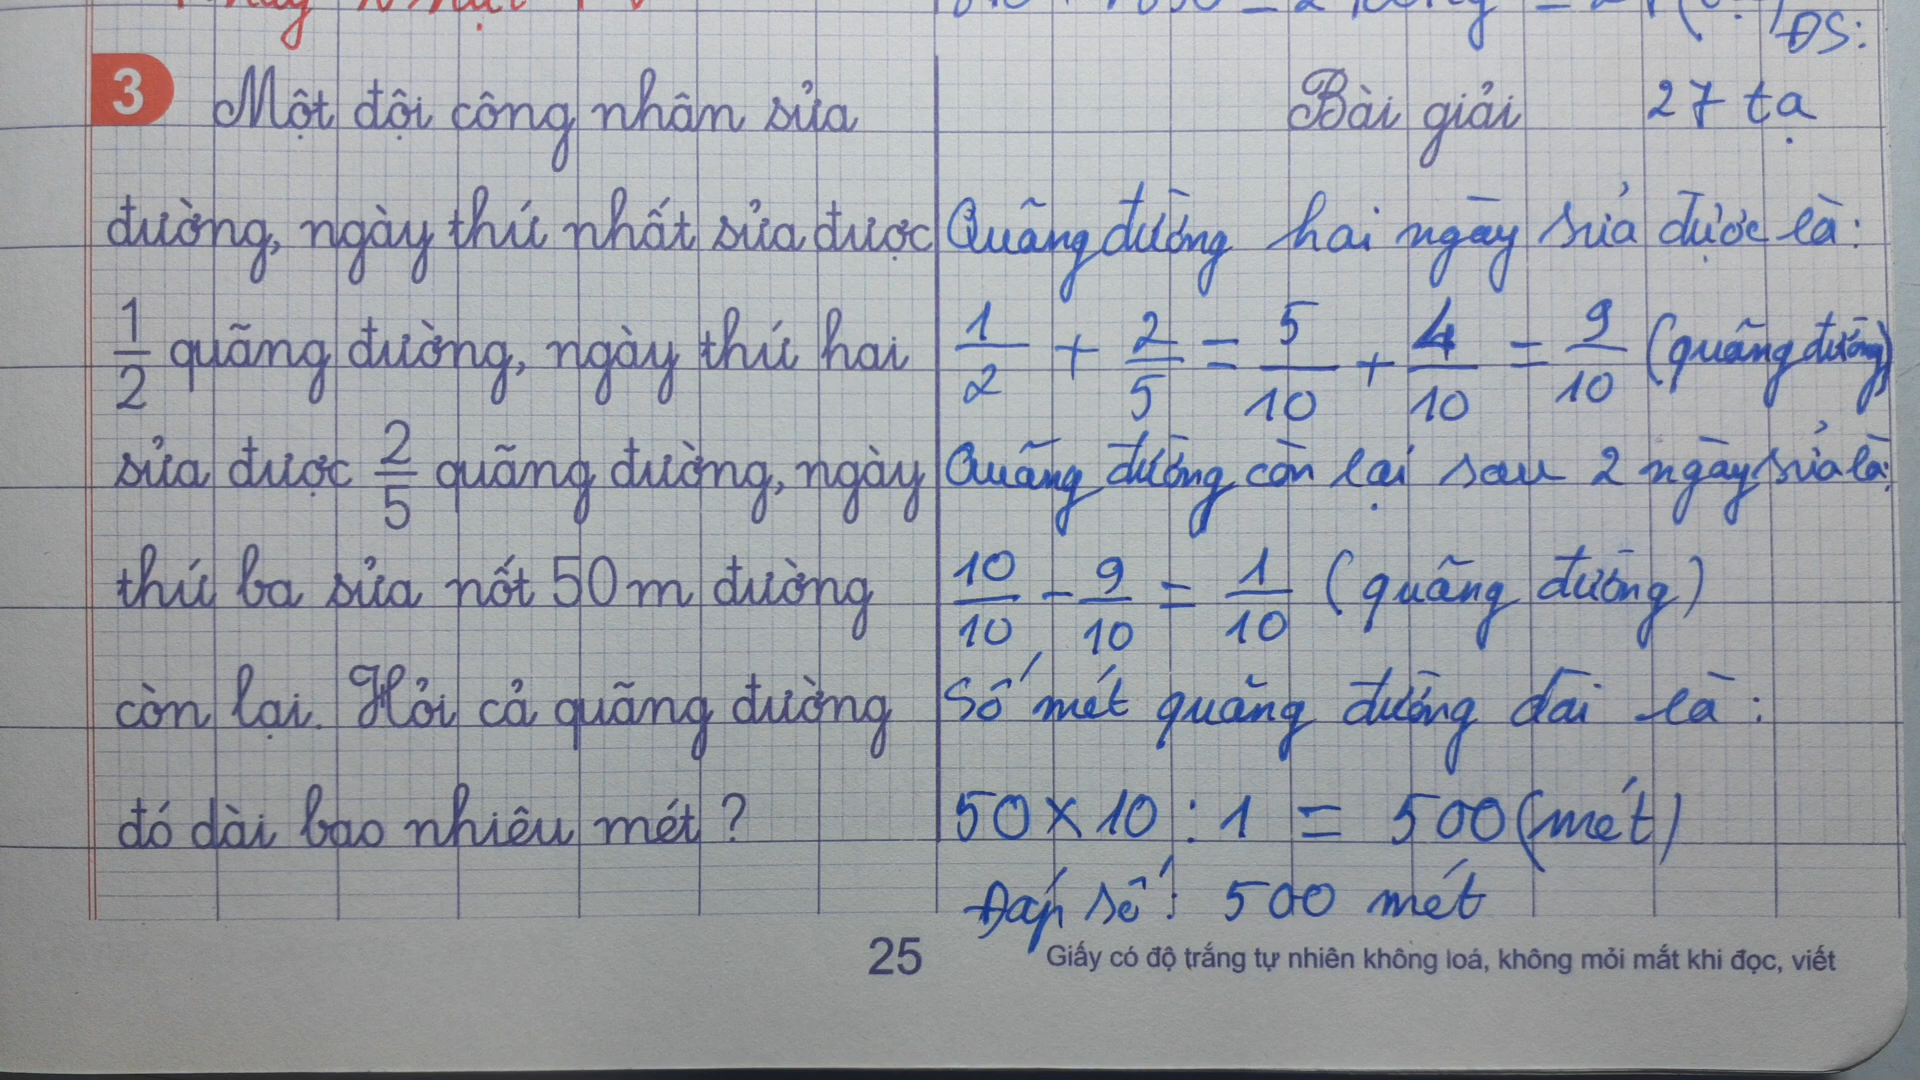 ĐS:
3 Một đội công nhân sửa
đường, ngày thứ nhất sửa được
1/2 quãng đường, ngày thứ hai
sửa được 2/5 quãng đường, ngày
thứ ba sửa nốt 50m đường
còn lại. Hỏi cả quãng đường
đó dài bao nhiêu mét?
Bài giải 27 tạ
Quãng đường hai ngày sửa được là:
1/2 + 2/5 = 5/10 + 4/10 = 9/10 (quãng đường)
Quãng đường còn lại sau 2 ngày sửa là:
10/10 - 9/10 = 1/10 (quãng đường)
Số mét quãng đường dài là:
50 × 10 : 1 = 500 (mét)
Đáp số: 500 mét
25
Giấy có độ trắng tự nhiên không loá, không mỏi mắt khi đọc, viết